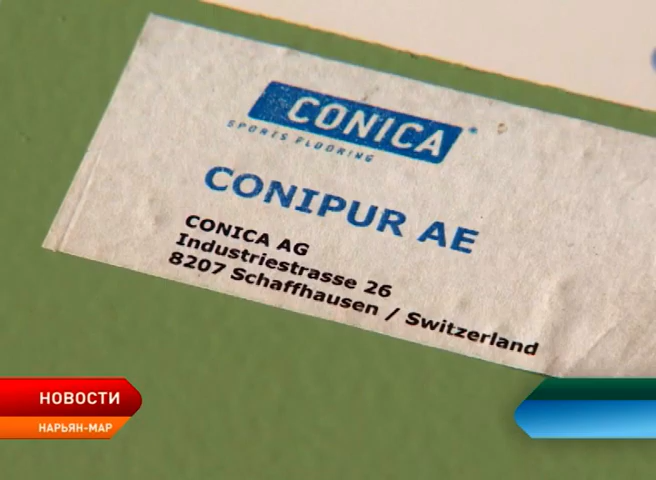 CONICA
SPORTS FLOORING
CONIPUR AE
CONICA AG
Industriestrasse 26
8207 Schaffhausen / Switzerland
НОВОСТИ
НАРЬЯН-МАР